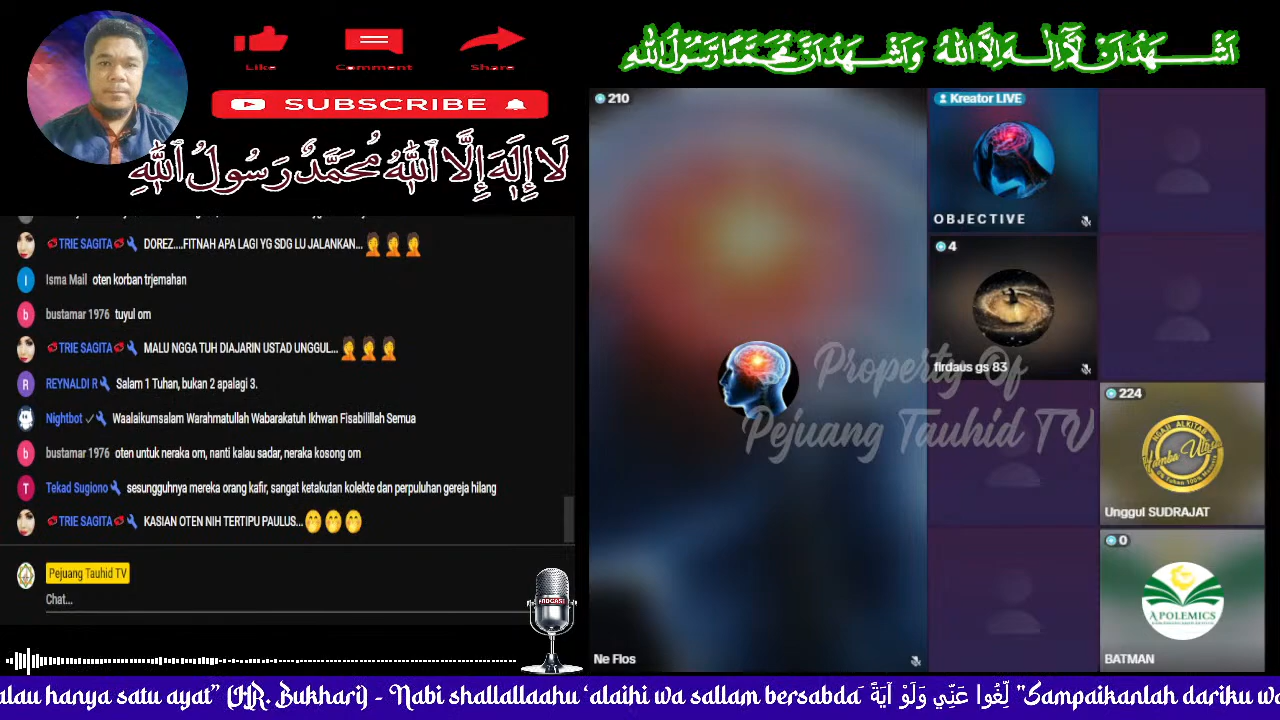 Like
Comment
Share
SUBSCRIBE
لَا إِلَهَ إِلَّا ٱللَّٰهُ مُحَمَّدٌ رَسُولُ ٱللَّٰهِ
اَشْهَدُ اَنْ لَآ اِلٰهَ اِلَّا اللهُ وَاَشْهَدُ اَنَّ مُحَمَّدًا رَّسُوْلُ اللهِ
TRIE SAGITA DOREZ....FITNAH APA LAGI YG SDG LU JALANKAN...🤦🤦🤦
Isma Mail oten korban trjemahan
bustamar 1976 tuyul om
TRIE SAGITA MALU NGGA TUH DIAJARIN USTAD UNGGUL...🤦🤦🤦
REYNALDI R Salam 1 Tuhan, bukan 2 apalagi 3.
Nightbot Waalaikumsalam Warahmatullah Wabarakatuh Ikhwan Fisabilillah Semua
bustamar 1976 oten untuk neraka om, nanti kalau sadar, neraka kosong om
Tekad Sugiono sesungguhnya mereka orang kafir, sangat ketakutan kolekte dan perpuluhan gereja hilang
TRIE SAGITA KASIAN OTEN NIH TERTIPU PAULUS...🤭🤭🤭
Pejuang Tauhid TV
Chat...
PODCAST
210
Ne Flos
Kreator LIVE
OBJECTIVE
4
firdaus gs 83
Property Of
Pejuang Tauhid TV
224
NGAJI ALKITAB
Unggul SUDRAJAT
0
APOLEMICS
BATMAN
alau hanya satu ayat” (HR. Bukhari) - Nabi shallallaahu ‘alaihi wa sallam bersabda لِّغُوا عَنِّي وَلَوْ آيَةً "Sampaikanlah dariku wa